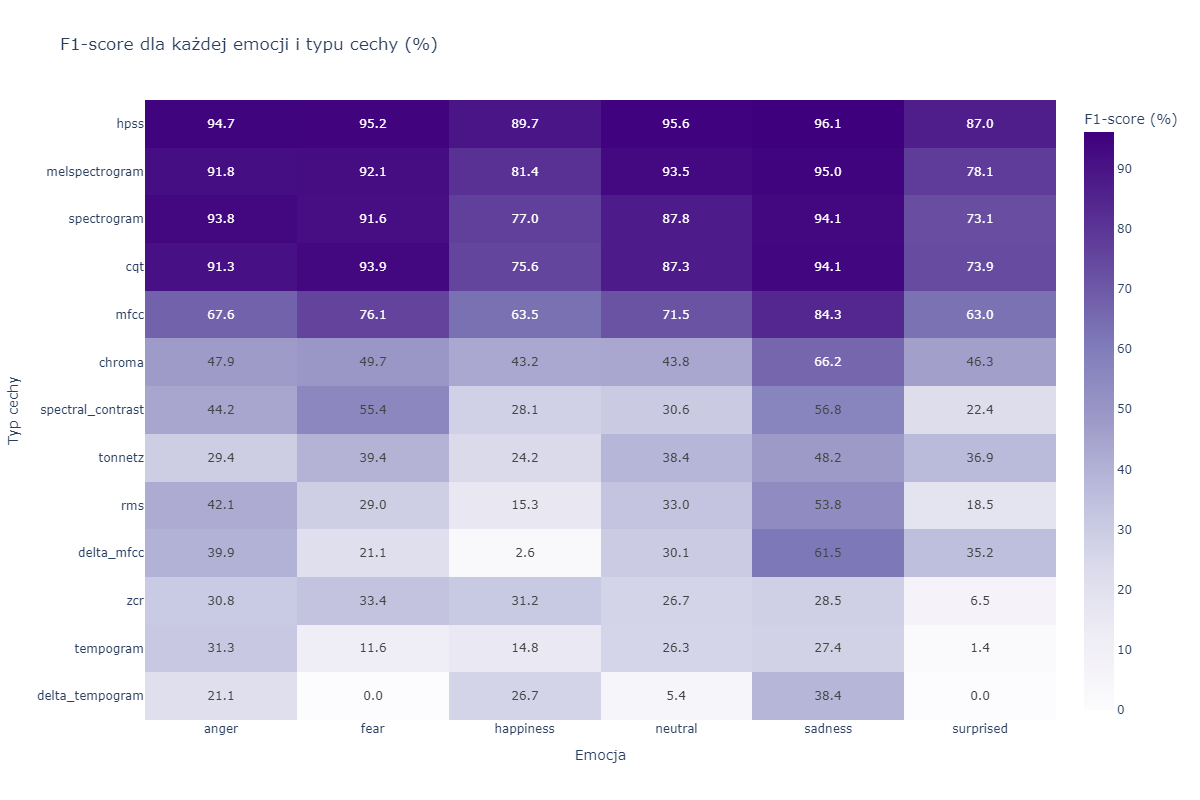 F1-score dla każdej emocji i typu cechy (%)
F1-score (%)
hpss 94.7 95.2 89.7 95.6 96.1 87.0
melspectrogram 91.8 92.1 81.4 93.5 95.0 78.1
spectrogram 93.8 91.6 77.0 87.8 94.1 73.1
cqt 91.3 93.9 75.6 87.3 94.1 73.9
mfcc 67.6 76.1 63.5 71.5 84.3 63.0
chroma 47.9 49.7 43.2 43.8 66.2 46.3
spectral_contrast 44.2 55.4 28.1 30.6 56.8 22.4
tonnetz 29.4 39.4 24.2 38.4 48.2 36.9
rms 42.1 29.0 15.3 33.0 53.8 18.5
delta_mfcc 39.9 21.1 2.6 30.1 61.5 35.2
zcr 30.8 33.4 31.2 26.7 28.5 6.5
tempogram 31.3 11.6 14.8 26.3 27.4 1.4
delta_tempogram 21.1 0.0 26.7 5.4 38.4 0.0
anger fear happiness neutral sadness surprised
Emocja
Typ cechy
90
80
70
60
50
40
30
20
10
0